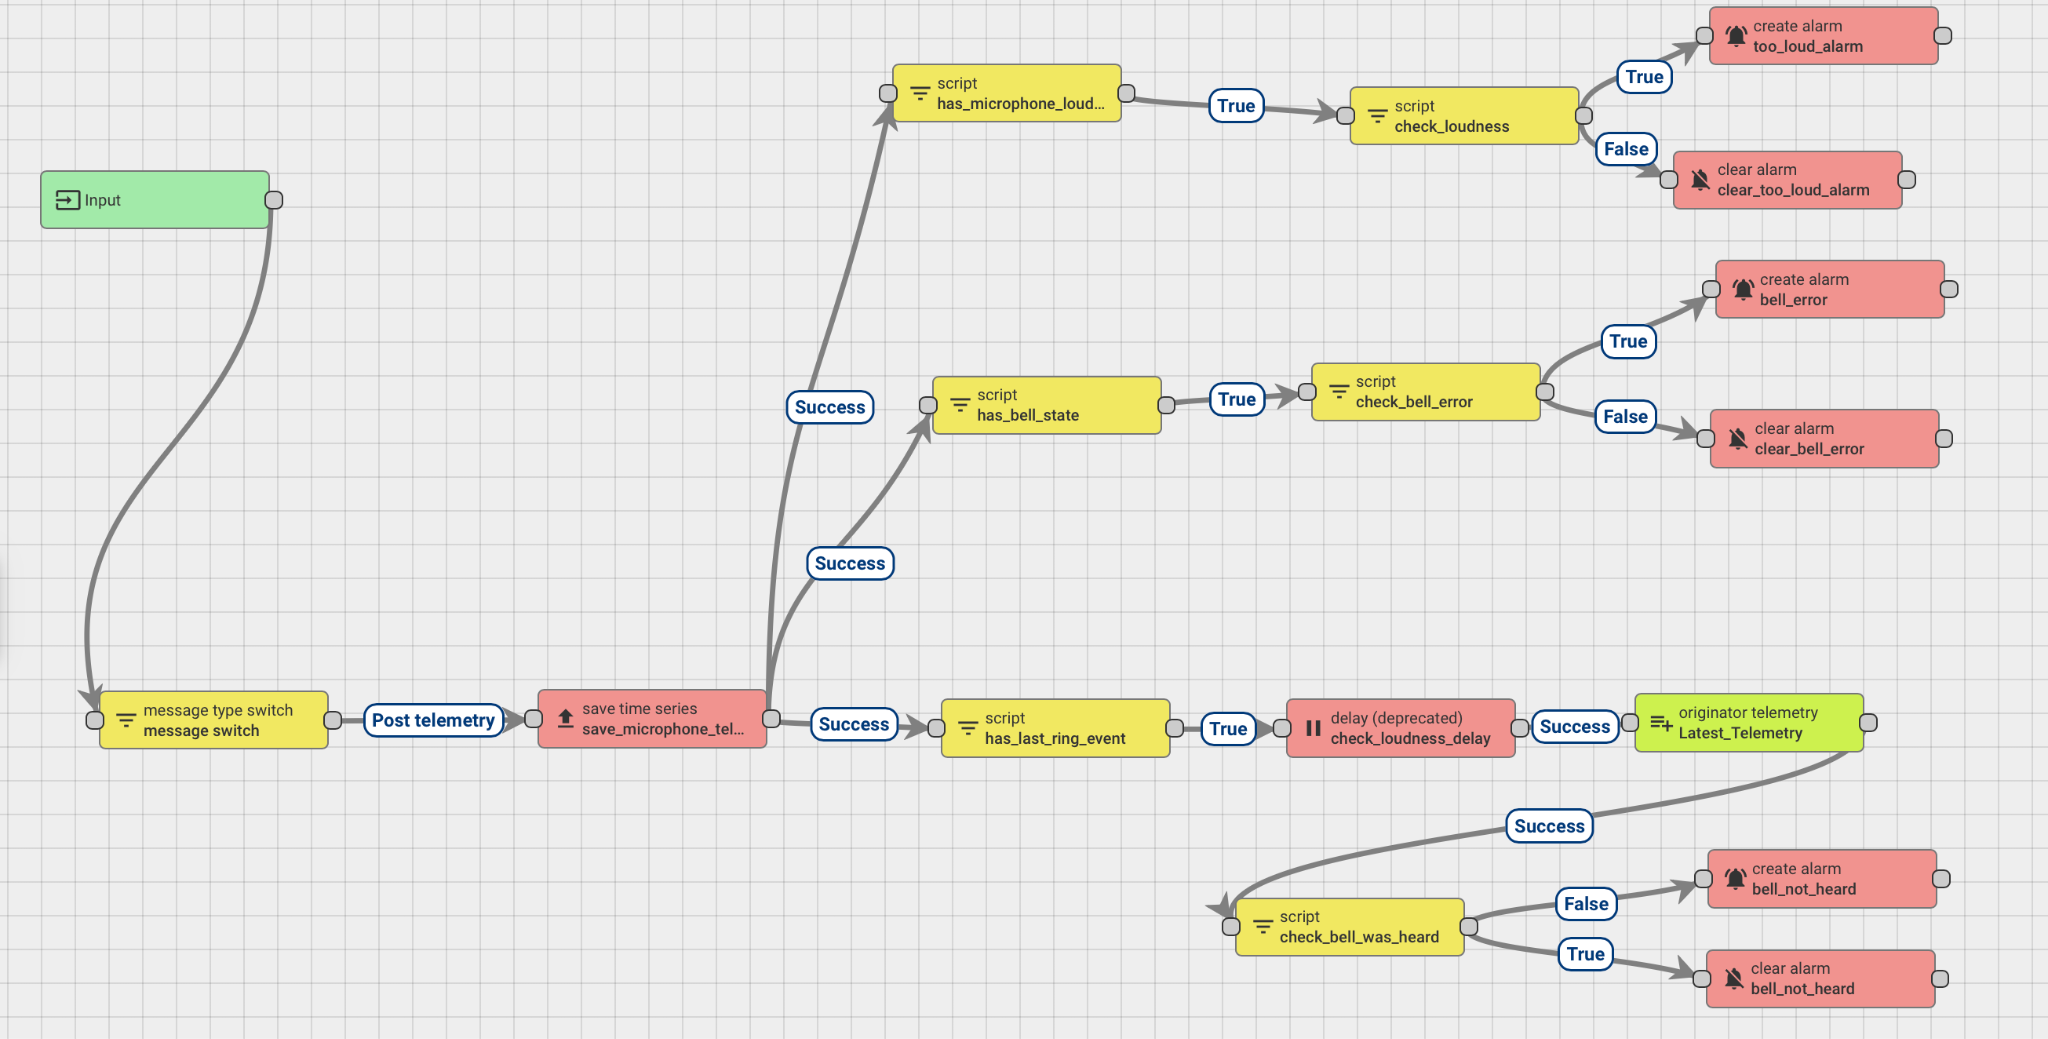 create alarm
too_loud_alarm
script
has_microphone_loud...
True
True
script
check_loudness
False
clear alarm
clear_too_loud_alarm
Input
create alarm
bell_error
True
Success
script
has_bell_state
True
script
check_bell_error
False
clear alarm
clear_bell_error
Success
message type switch
message switch
Post telemetry
save time series
save_microphone_tel...
Success
script
has_last_ring_event
True
delay (deprecated)
check_loudness_delay
Success
originator telemetry
Latest_Telemetry
Success
create alarm
bell_not_heard
False
script
check_bell_was_heard
True
clear alarm
bell_not_heard